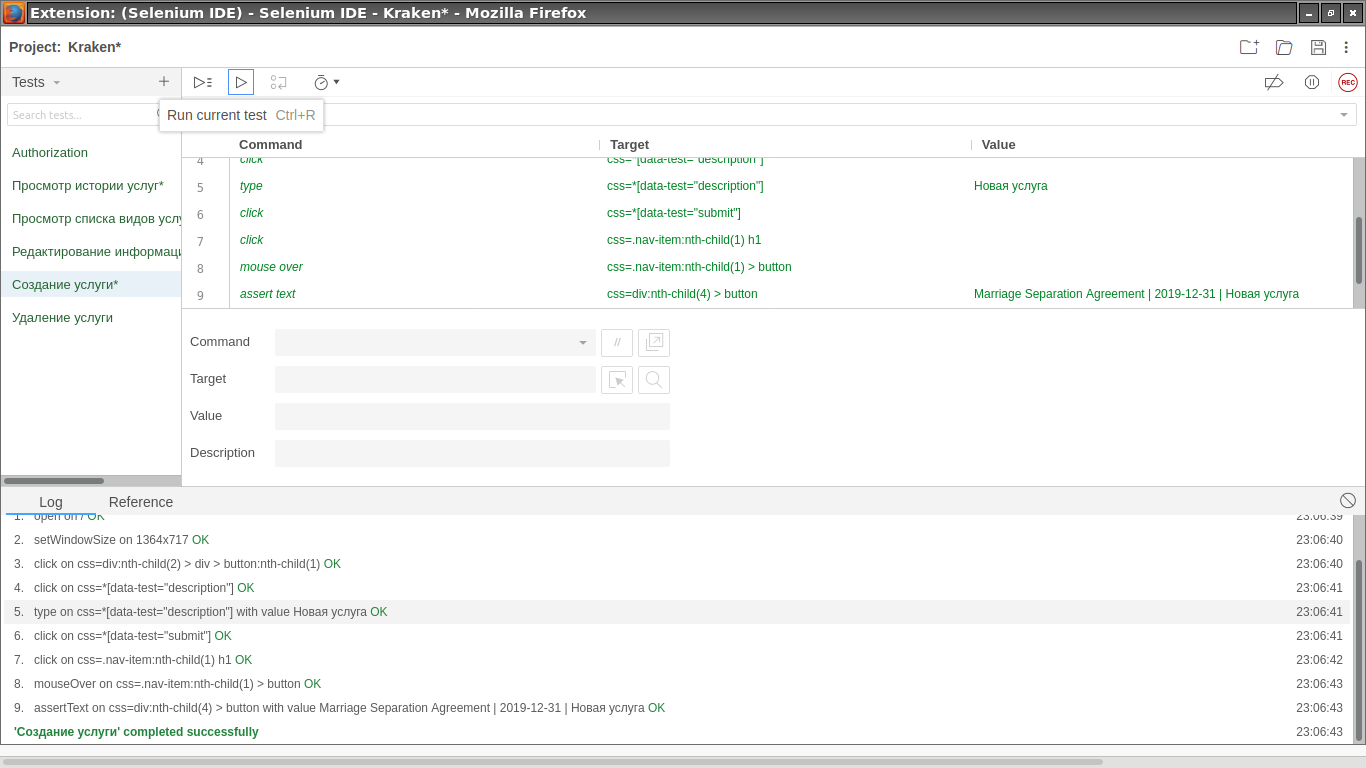 Extension: (Selenium IDE) - Selenium IDE - Kraken* - Mozilla Firefox
Project: Kraken*
Tests
REC
Search tests...
Run current test Ctrl+R
Command Target Value
Authorization
Просмотр истории услуг*
Просмотр списка видов услу
Редактирование информаци
Создание услуги*
Удаление услуги
4 click css=*[data-test="description"]
5 type css=*[data-test="description"] Новая услуга
6 click css=*[data-test="submit"]
7 click css=.nav-item:nth-child(1) h1
8 mouse over css=.nav-item:nth-child(1) > button
9 assert text css=div:nth-child(4) > button Marriage Separation Agreement | 2019-12-31 | Новая услуга
Command //
Target
Value
Description
Log Reference
1. open on / OK 23:06:39
2. setWindowSize on 1364x717 OK 23:06:40
3. click on css=div:nth-child(2) > div > button:nth-child(1) OK 23:06:40
4. click on css=*[data-test="description"] OK 23:06:41
5. type on css=*[data-test="description"] with value Новая услуга OK 23:06:41
6. click on css=*[data-test="submit"] OK 23:06:41
7. click on css=.nav-item:nth-child(1) h1 OK 23:06:42
8. mouseOver on css=.nav-item:nth-child(1) > button OK 23:06:43
9. assertText on css=div:nth-child(4) > button with value Marriage Separation Agreement | 2019-12-31 | Новая услуга OK 23:06:43
'Создание услуги' completed successfully 23:06:43